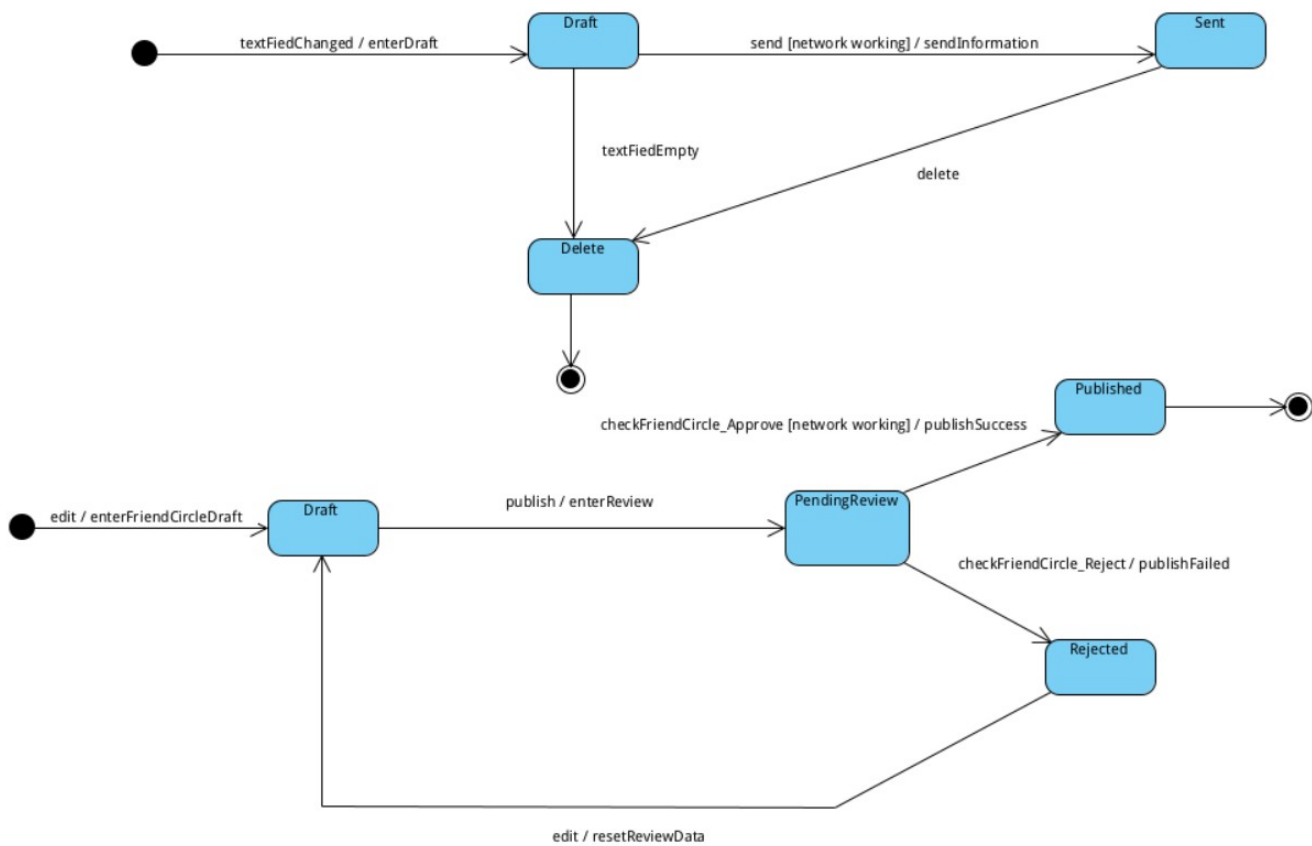 Draft
Sent
textFiedChanged / enterDraft
send [network working] / sendInformation
textFiedEmpty
delete
Delete
Published
checkFriendCircle_Approve [network working] / publishSuccess
edit / enterFriendCircleDraft
Draft
publish / enterReview
PendingReview
checkFriendCircle_Reject / publishFailed
Rejected
edit / resetReviewData